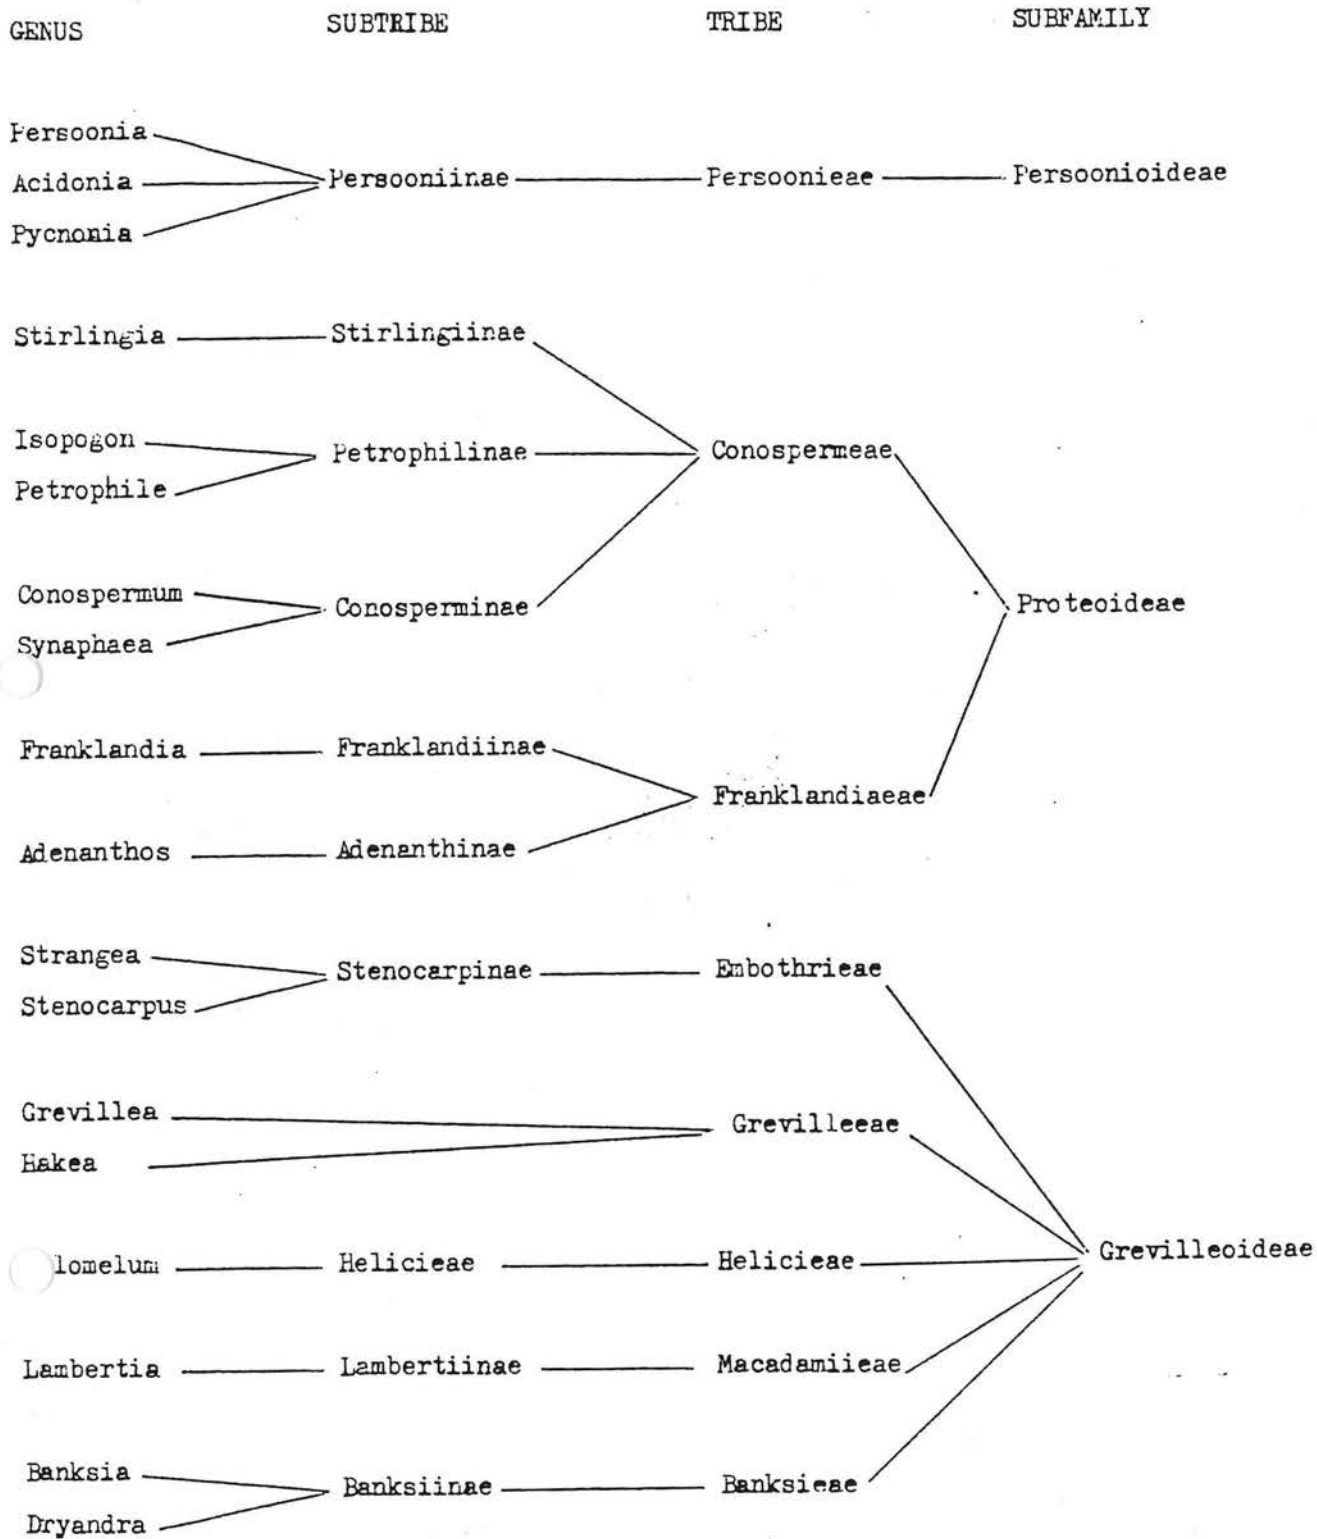 GENUS SUBTRIBE TRIBE SUBFAMILY
Persoonia
Acidonia Persooniinae Persoonieae Persoonioideae
Pycnonia
Stirlingia Stirlingiinae
Isopogon Petrophilinae Conospermeae
Petrophile
Conospermum Conosperminae Proteoideae
Synaphaea
Franklandia Franklandiinae
Franklandiaeae
Adenanthos Adenanthinae
Strangea Stenocarpinae Embothrieae
Stenocarpus
Grevillea Grevilleeae
Hakea
lomelum Helicieae Helicieae Grevilleoideae
Lambertia Lambertiinae Macadamiieae
Banksia Banksiinae Banksieae
Dryandra